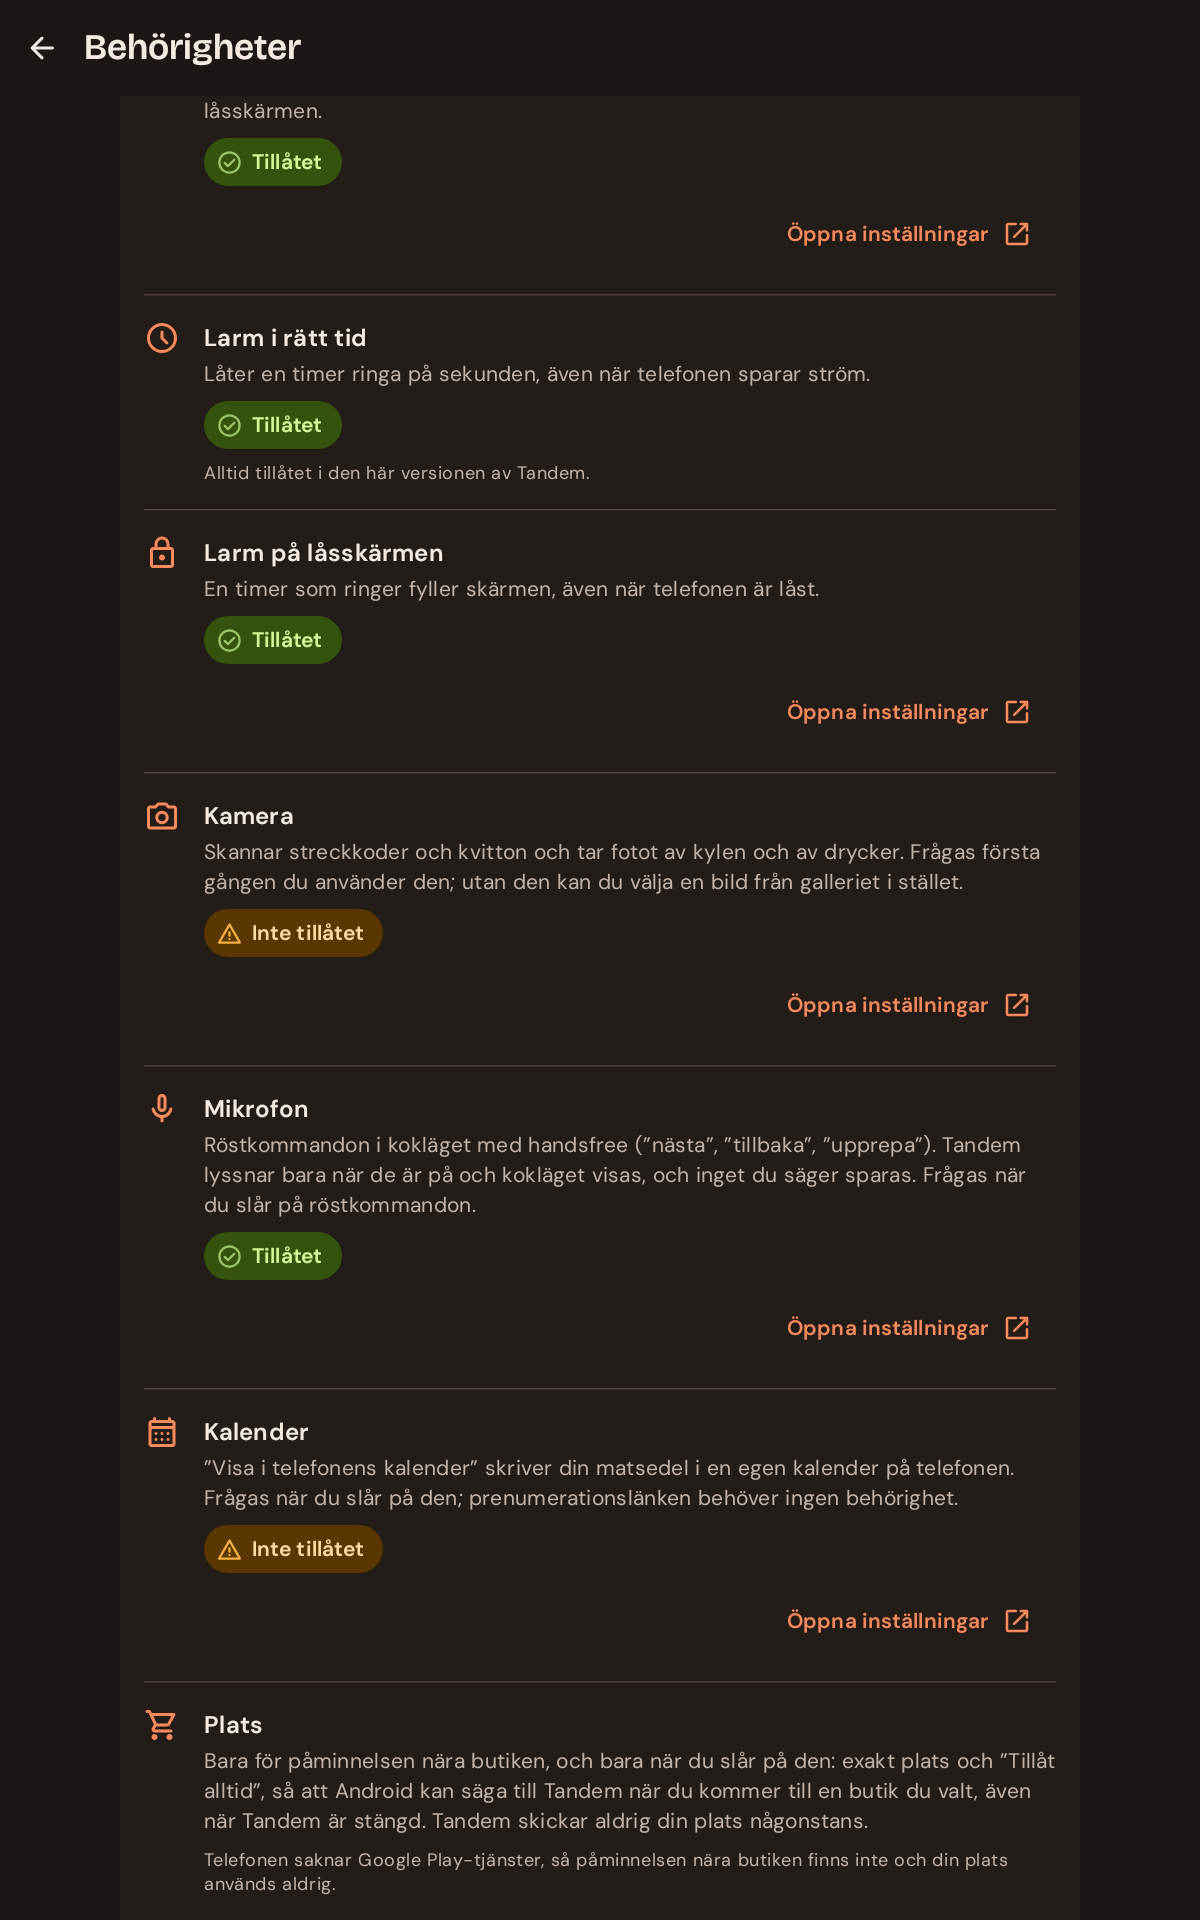 Behörigheter
låsskärmen.
Tillåtet
Öppna inställningar
Larm i rätt tid
Låter en timer ringa på sekunden, även när telefonen sparar ström.
Tillåtet
Alltid tillåtet i den här versionen av Tandem.
Larm på låsskärmen
En timer som ringer fyller skärmen, även när telefonen är låst.
Tillåtet
Öppna inställningar
Kamera
Skannar streckkoder och kvitton och tar fotot av kylen och av drycker. Frågas första
gången du använder den; utan den kan du välja en bild från galleriet i stället.
Inte tillåtet
Öppna inställningar
Mikrofon
Röstkommandon i kokläget med handsfree (”nästa”, ”tillbaka”, ”upprepa”). Tandem
lyssnar bara när de är på och kokläget visas, och inget du säger sparas. Frågas när
du slår på röstkommandon.
Tillåtet
Öppna inställningar
Kalender
”Visa i telefonens kalender” skriver din matsedel i en egen kalender på telefonen.
Frågas när du slår på den; prenumerationslänken behöver ingen behörighet.
Inte tillåtet
Öppna inställningar
Plats
Bara för påminnelsen nära butiken, och bara när du slår på den: exakt plats och ”Tillåt
alltid”, så att Android kan säga till Tandem när du kommer till en butik du valt, även
när Tandem är stängd. Tandem skickar aldrig din plats någonstans.
Telefonen saknar Google Play-tjänster, så påminnelsen nära butiken finns inte och din plats
används aldrig.